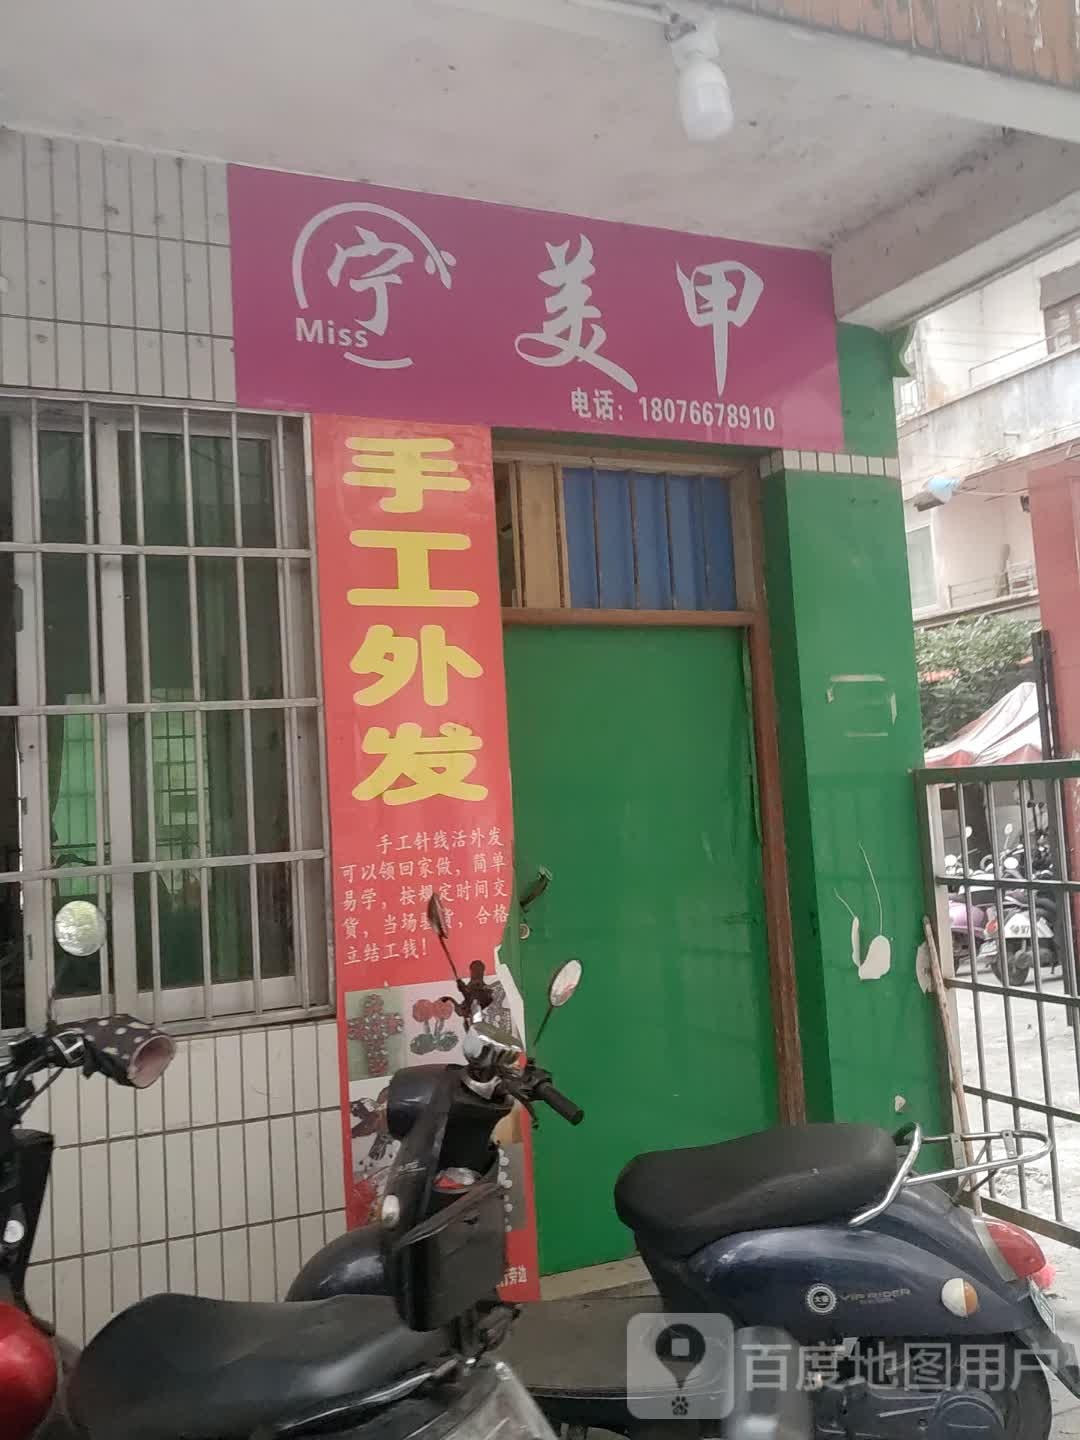 Miss 宁 美甲
电话：18076678910
手工外发
手工针线活外发
可以领回家做，简单
易学，按规定时间交
货，当场验货，合格
立结工钱！
旁边
VIP RIDER
百度地图用户